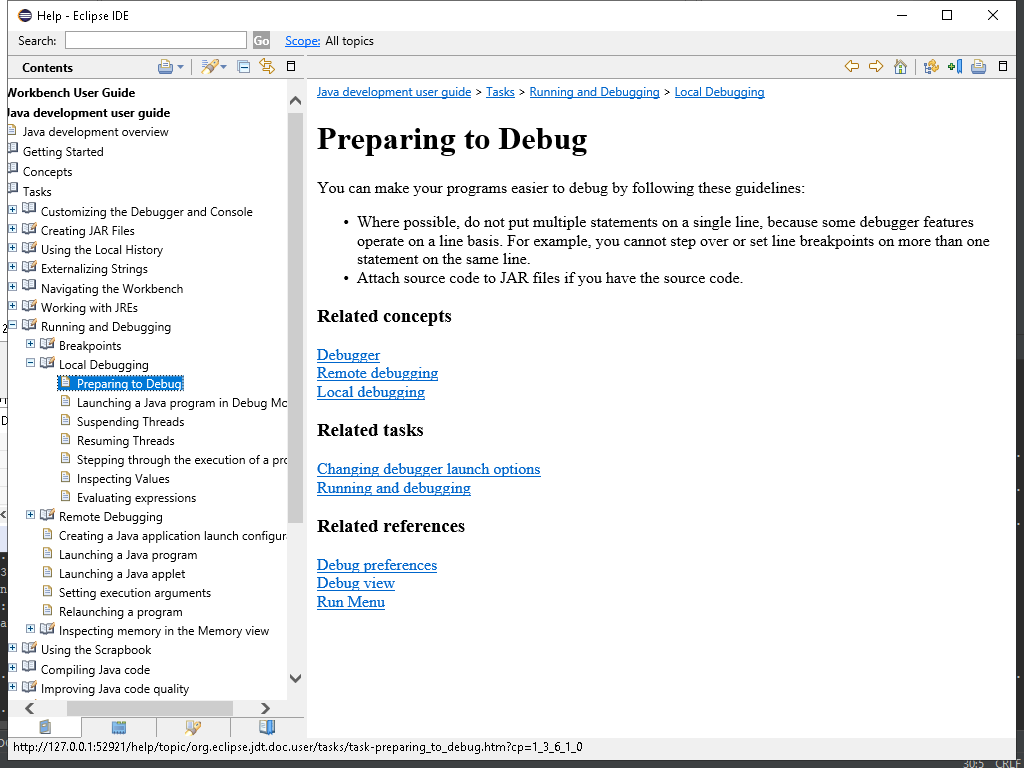 Help - Eclipse IDE
Search:
Go
Scope: All topics
Contents
Workbench User Guide
Java development user guide
Java development overview
Getting Started
Concepts
Tasks
Customizing the Debugger and Console
Creating JAR Files
Using the Local History
Externalizing Strings
Navigating the Workbench
Working with JREs
Running and Debugging
Breakpoints
Local Debugging
Preparing to Debug
Launching a Java program in Debug Mo
Suspending Threads
Resuming Threads
Stepping through the execution of a pro
Inspecting Values
Evaluating expressions
Remote Debugging
Creating a Java application launch configura
Launching a Java program
Launching a Java applet
Setting execution arguments
Relaunching a program
Inspecting memory in the Memory view
Using the Scrapbook
Compiling Java code
Improving Java code quality
Java development user guide > Tasks > Running and Debugging > Local Debugging
Preparing to Debug
You can make your programs easier to debug by following these guidelines:
• Where possible, do not put multiple statements on a single line, because some debugger features
operate on a line basis. For example, you cannot step over or set line breakpoints on more than one
statement on the same line.
• Attach source code to JAR files if you have the source code.
Related concepts
Debugger
Remote debugging
Local debugging
Related tasks
Changing debugger launch options
Running and debugging
Related references
Debug preferences
Debug view
Run Menu
http://127.0.0.1:52921/help/topic/org.eclipse.jdt.doc.user/tasks/task-preparing_to_debug.htm?cp=1_3_6_1_0
30:5 CRLF